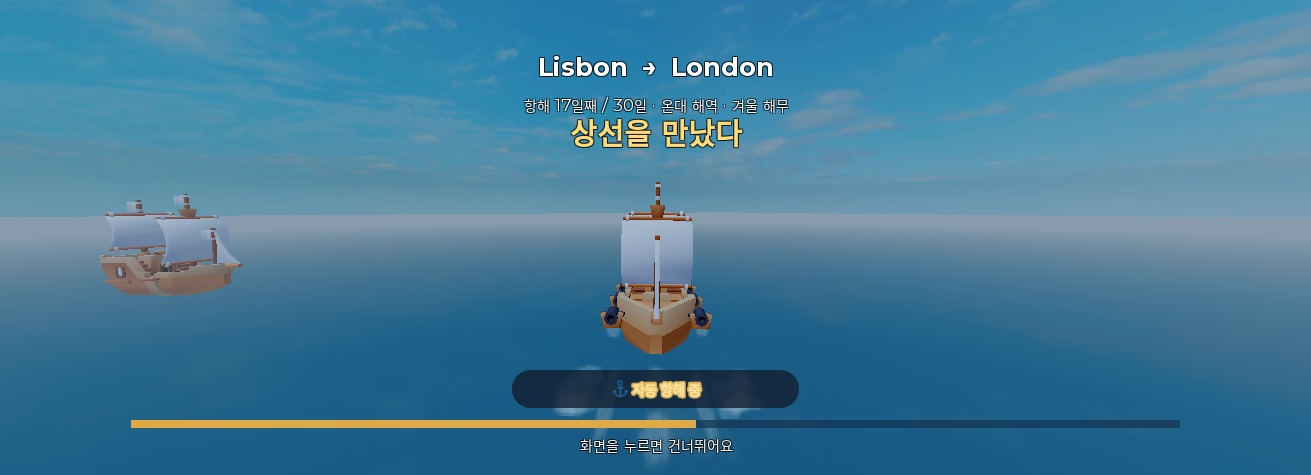 Lisbon → London
항해 17일째 / 30일 · 온대 해역 · 겨울 해무
상선을 만났다
⚓ 자동 항해 중
화면을 누르면 건너뛰어요